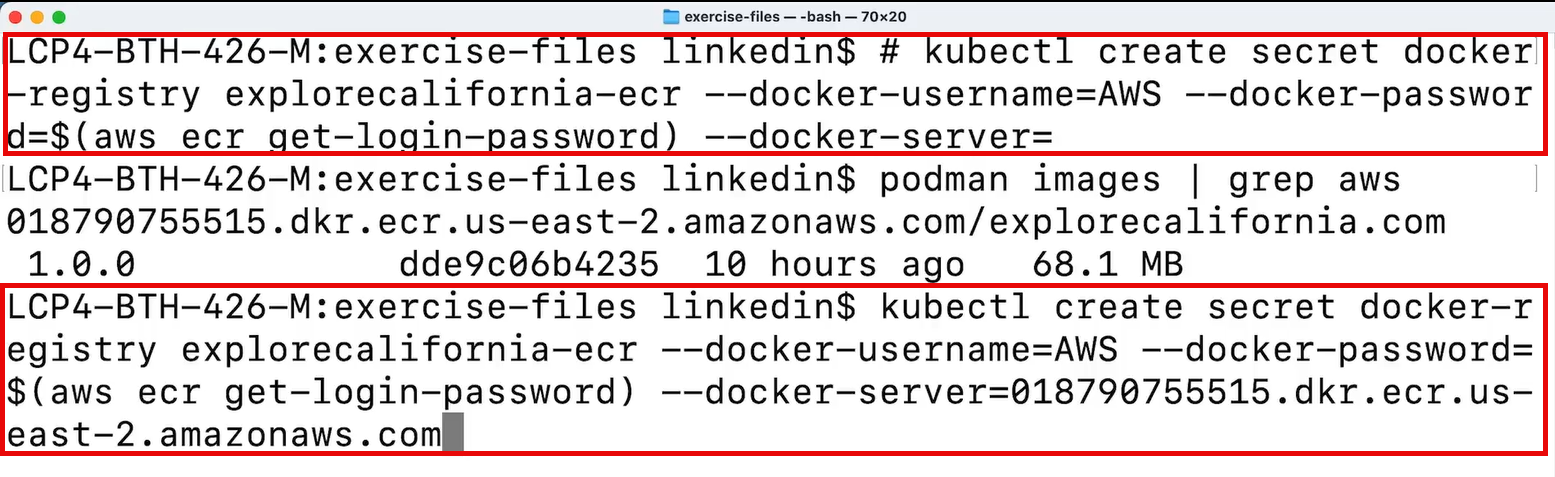 exercise-files — -bash — 70×20
LCP4-BTH-426-M:exercise-files linkedin$ # kubectl create secret docker
-registry explorecalifornia-ecr --docker-username=AWS --docker-passwor
d=$(aws ecr get-login-password) --docker-server=
LCP4-BTH-426-M:exercise-files linkedin$ podman images | grep aws
018790755515.dkr.ecr.us-east-2.amazonaws.com/explorecalifornia.com
1.0.0 dde9c06b4235 10 hours ago 68.1 MB
LCP4-BTH-426-M:exercise-files linkedin$ kubectl create secret docker-r
egistry explorecalifornia-ecr --docker-username=AWS --docker-password=
$(aws ecr get-login-password) --docker-server=018790755515.dkr.ecr.us-
east-2.amazonaws.com